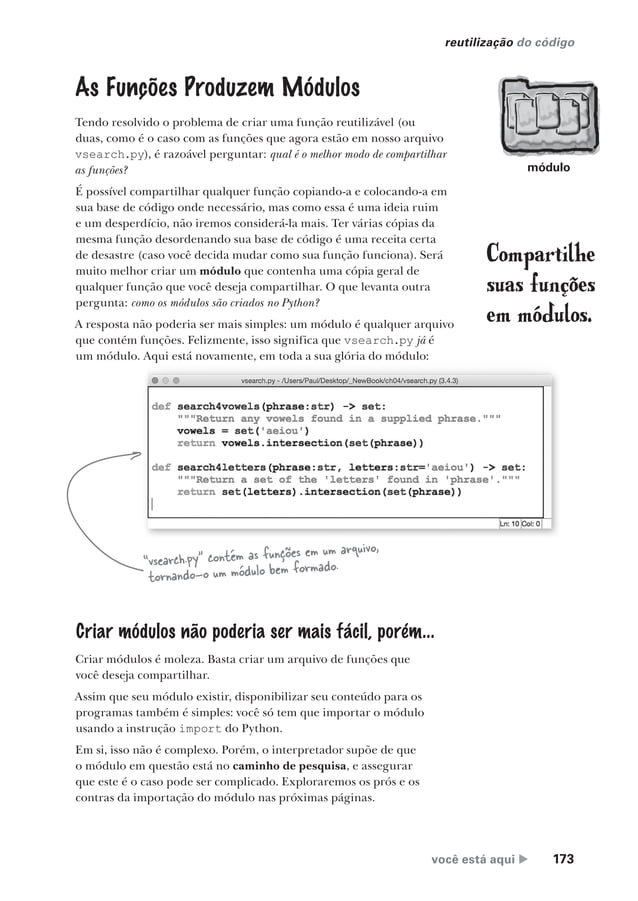 reutilização do código
As Funções Produzem Módulos
Tendo resolvido o problema de criar uma função reutilizável (ou
duas, como é o caso com as funções que agora estão em nosso arquivo
vsearch.py), é razoável perguntar: qual é o melhor modo de compartilhar
as funções?
módulo
É possível compartilhar qualquer função copiando-a e colocando-a em
sua base de código onde necessário, mas como essa é uma ideia ruim
e um desperdício, não iremos considerá-la mais. Ter várias cópias da
mesma função desordenando sua base de código é uma receita certa
de desastre (caso você decida mudar como sua função funciona). Será
muito melhor criar um módulo que contenha uma cópia geral de
qualquer função que você deseja compartilhar. O que levanta outra
pergunta: como os módulos são criados no Python?
Compartilhe
suas funções
em módulos.
A resposta não poderia ser mais simples: um módulo é qualquer arquivo
que contém funções. Felizmente, isso significa que vsearch.py já é
um módulo. Aqui está novamente, em toda a sua glória do módulo:
vsearch.py - /Users/Paul/Desktop/_NewBook/ch04/vsearch.py (3.4.3)
def search4vowels(phrase:str) -> set:
"""Return any vowels found in a supplied phrase."""
vowels = set('aeiou')
return vowels.intersection(set(phrase))
def search4letters(phrase:str, letters:str='aeiou') -> set:
"""Return a set of the 'letters' found in 'phrase'."""
return set(letters).intersection(set(phrase))
Ln: 10 Col: 0
"vsearch.py" contém as funções em um arquivo,
tornando-o um módulo bem formado.
Criar módulos não poderia ser mais fácil, porém...
Criar módulos é moleza. Basta criar um arquivo de funções que
você deseja compartilhar.
Assim que seu módulo existir, disponibilizar seu conteúdo para os
programas também é simples: você só tem que importar o módulo
usando a instrução import do Python.
Em si, isso não é complexo. Porém, o interpretador supõe de que
o módulo em questão está no caminho de pesquisa, e assegurar
que este é o caso pode ser complicado. Exploraremos os prós e os
contras da importação do módulo nas próximas páginas.
você está aqui ▶ 173